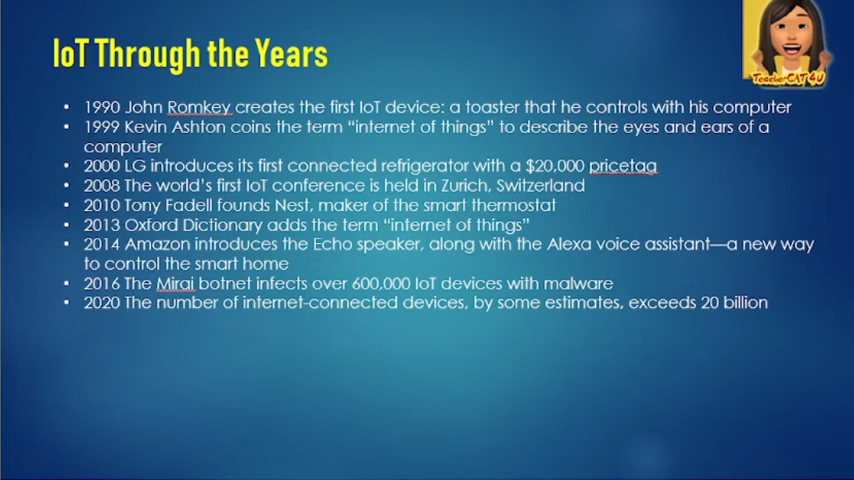 IoT Through the Years
TeacherCAT4U
• 1990 John Romkey creates the first IoT device: a toaster that he controls with his computer
• 1999 Kevin Ashton coins the term “internet of things” to describe the eyes and ears of a
computer
• 2000 LG introduces its first connected refrigerator with a $20,000 pricetag
• 2008 The world’s first IoT conference is held in Zurich, Switzerland
• 2010 Tony Fadell founds Nest, maker of the smart thermostat
• 2013 Oxford Dictionary adds the term “internet of things”
• 2014 Amazon introduces the Echo speaker, along with the Alexa voice assistant—a new way
to control the smart home
• 2016 The Mirai botnet infects over 600,000 IoT devices with malware
• 2020 The number of internet-connected devices, by some estimates, exceeds 20 billion